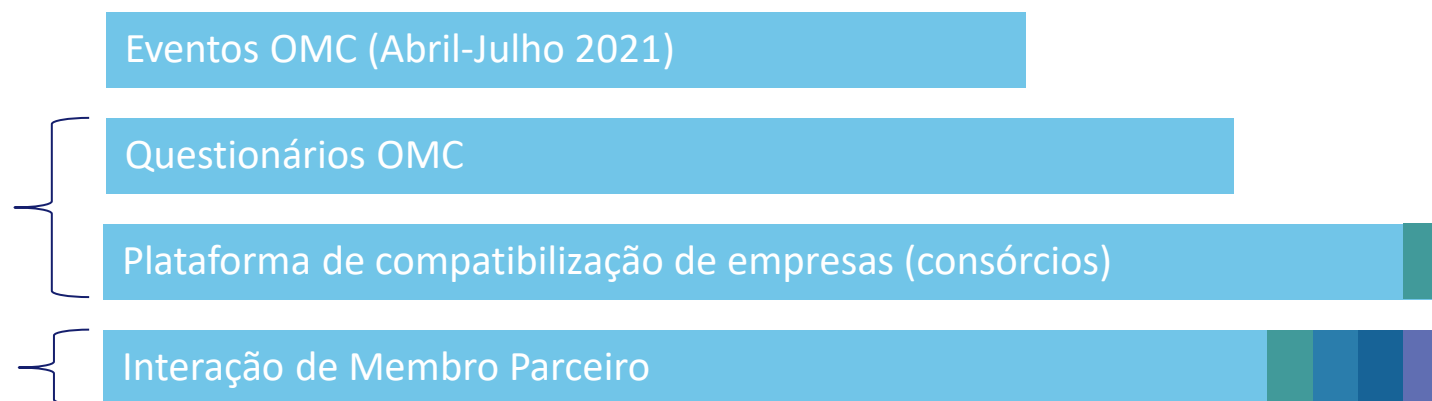 Eventos OMC (Abril-Julho 2021)
Questionários OMC
Plataforma de compatibilização de empresas (consórcios)
Interação de Membro Parceiro